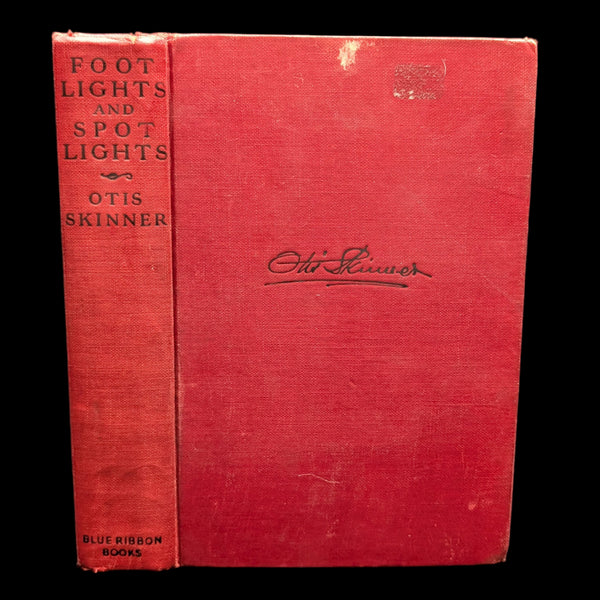 FOOT
LIGHTS
AND
SPOT
LIGHTS
OTIS
SKINNER
BLUE RIBBON
BOOKS
Otis Skinner